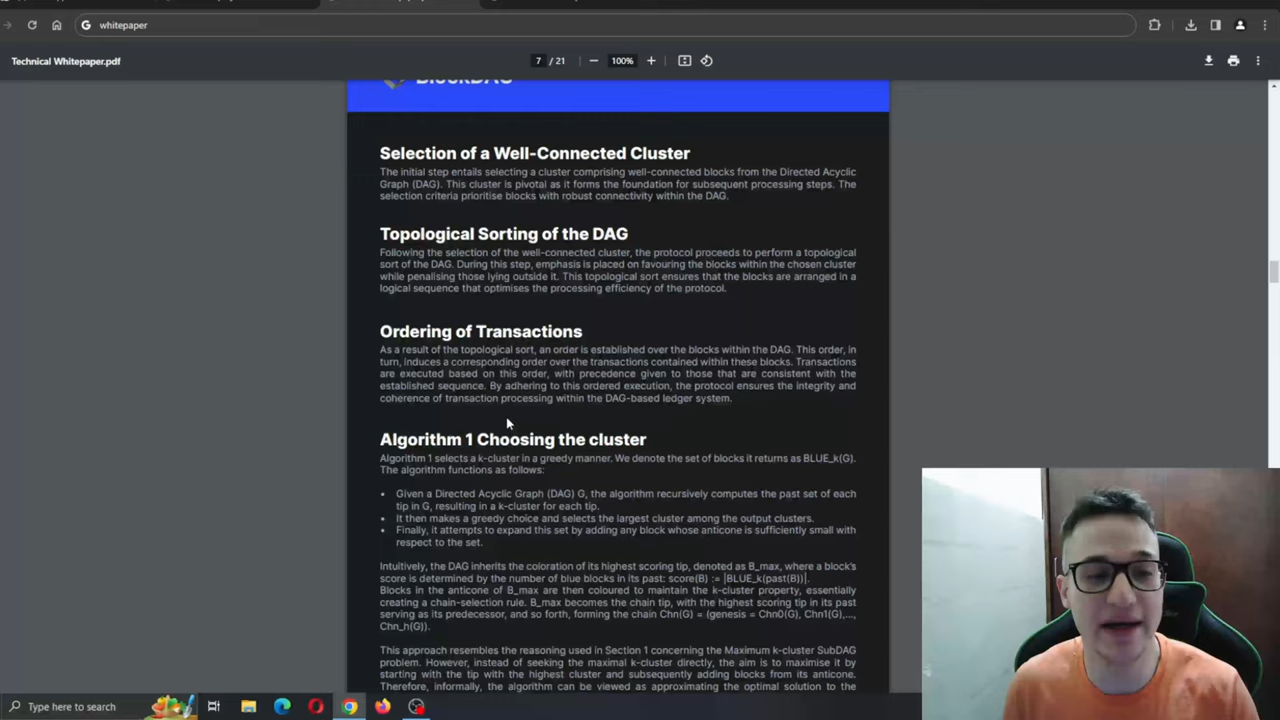 whitepaper
Technical Whitepaper.pdf
7 / 21
100%
BlockDAG
Selection of a Well-Connected Cluster
The initial step entails selecting a cluster comprising well-connected blocks from the Directed Acyclic
Graph (DAG). This cluster is pivotal as it forms the foundation for subsequent processing steps. The
selection criteria prioritise blocks with robust connectivity within the DAG.
Topological Sorting of the DAG
Following the selection of the well-connected cluster, the protocol proceeds to perform a topological
sort of the DAG. During this step, emphasis is placed on favouring the blocks within the chosen cluster
while penalising those lying outside it. This topological sort ensures that the blocks are arranged in a
logical sequence that optimises the processing efficiency of the protocol.
Ordering of Transactions
As a result of the topological sort, an order is established over the blocks within the DAG. This order, in
turn, induces a corresponding order over the transactions contained within these blocks. Transactions
are executed based on this order, with precedence given to those that are consistent with the
established sequence. By adhering to this ordered execution, the protocol ensures the integrity and
coherence of transaction processing within the DAG-based ledger system.
Algorithm 1 Choosing the cluster
Algorithm 1 selects a k-cluster in a greedy manner. We denote the set of blocks it returns as BLUE_k(G).
The algorithm functions as follows:
• Given a Directed Acyclic Graph (DAG) G, the algorithm recursively computes the past set of each
tip in G, resulting in a k-cluster for each tip.
• It then makes a greedy choice and selects the largest cluster among the output clusters.
• Finally, it attempts to expand this set by adding any block whose anticone is sufficiently small with
respect to the set.
Intuitively, the DAG inherits the coloration of its highest scoring tip, denoted as B_max, where a block's
score is determined by the number of blue blocks in its past: score(B) := |BLUE_k(past(B))|.
Blocks in the anticone of B_max are then coloured to maintain the k-cluster property, essentially
creating a chain-selection rule. B_max becomes the chain tip, with the highest scoring tip in its past
serving as its predecessor, and so forth, forming the chain Chn(G) = (genesis = Chn0(G), Chn1(G),...,
Chn_h(G)).
This approach resembles the reasoning used in Section 1 concerning the Maximum k-cluster SubDAG
problem. However, instead of seeking the maximal k-cluster directly, the aim is to maximise it by
starting with the tip with the highest cluster and subsequently adding blocks from its anticone.
Therefore, informally, the algorithm can be viewed as approximating the optimal solution to the
Type here to search